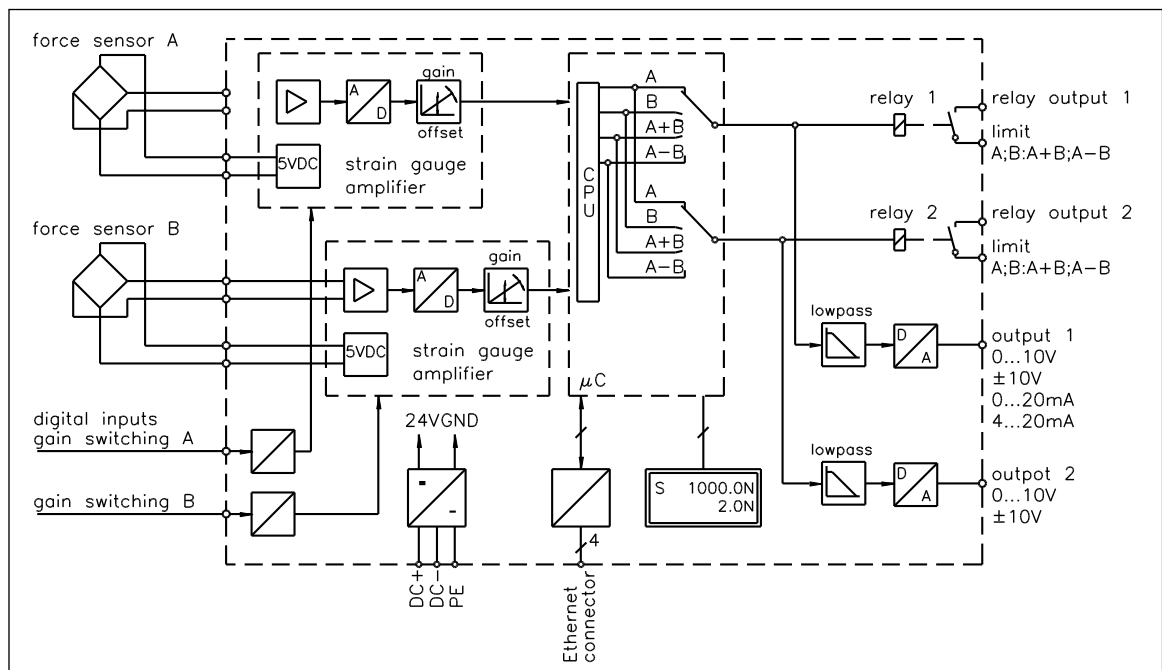 force sensor A
gain
A
D
offset
5VDC
strain gauge
amplifier
CPU
A
B
A+B
A−B
A
B
A+B
A−B
relay 1
relay output 1
limit
A;B:A+B;A−B
relay 2
relay output 2
limit
A;B:A+B;A−B
force sensor B
gain
A
D
offset
5VDC
strain gauge
amplifier
µC
lowpass
D
A
output 1
0...10V
±10V
0...20mA
4...20mA
digital inputs
gain switching A
24V
GND
gain switching B
S 1000.0N
2.0N
lowpass
D
A
outpot 2
0...10V
±10V
4
DC+
DC-
PE
Ethernet
connector